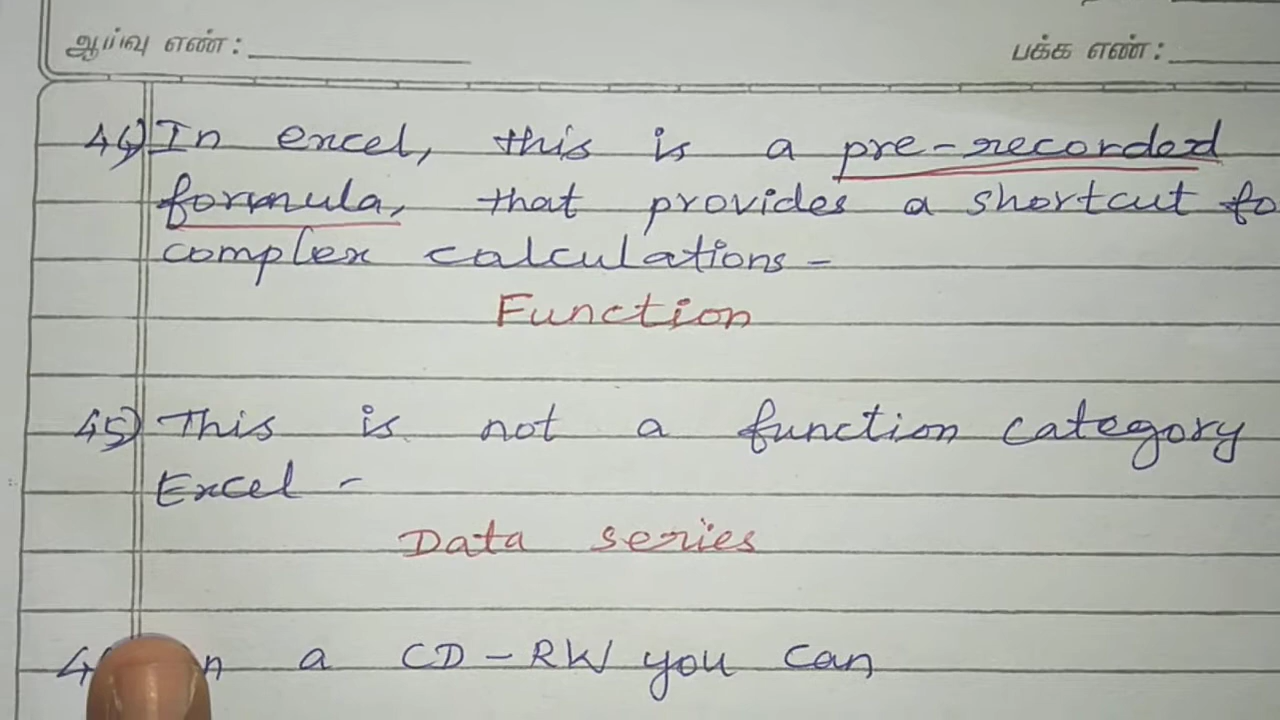 ஆய்வு எண் :
பக்க எண் :
44) In excel, this is a pre-recorded
formula, that provides a shortcut fo
complex calculations -
Function
45) This is not a function category
Excel -
Data series
a CD-RW you can